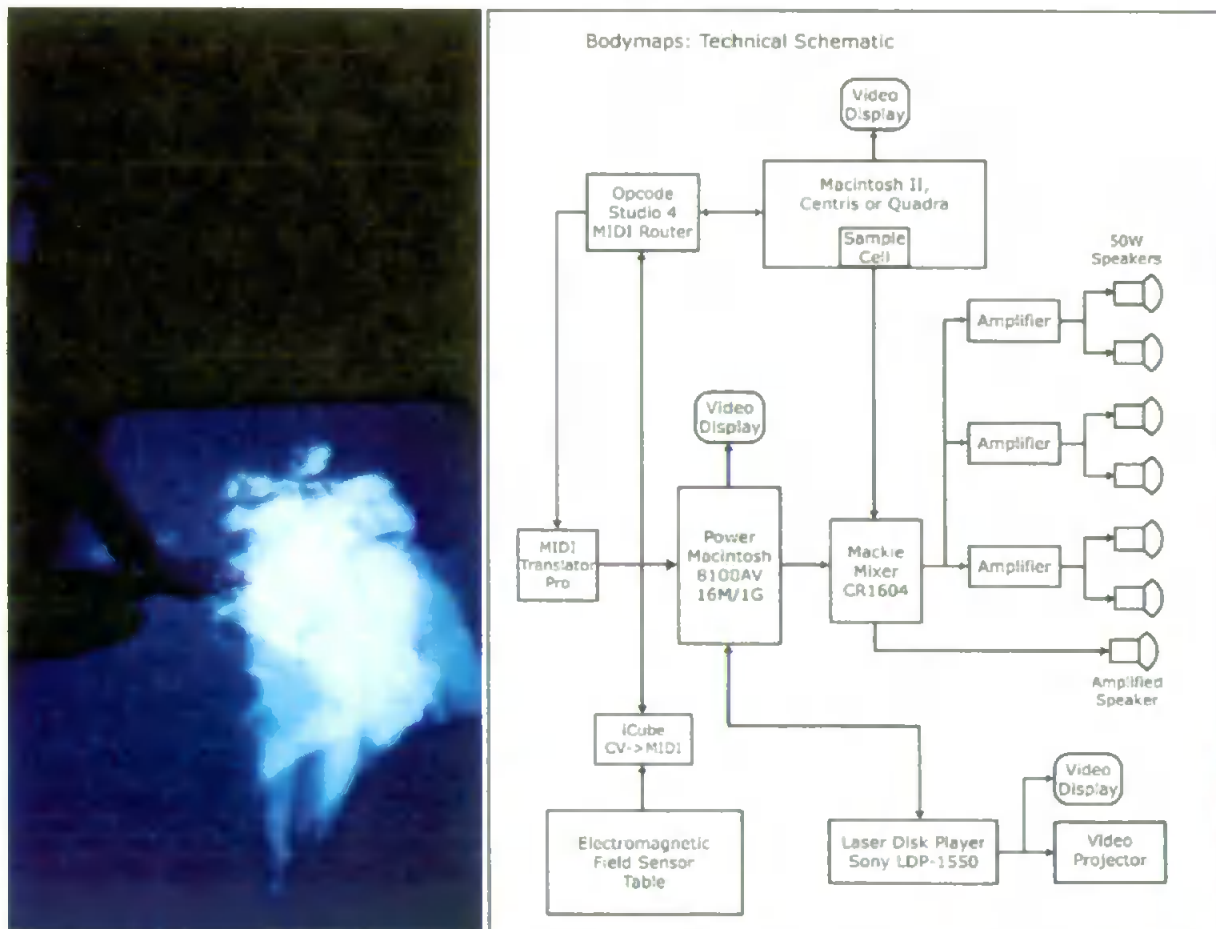 Bodymaps: Technical Schematic
Video
Display
Opcode
Studio 4
MIDI Router
Macintosh II,
Centris or Quadra
Sample
Cell
50W
Speakers
Amplifier
Video
Display
Amplifier
MIDI
Translator
Pro
Power
Macintosh
8100AV
16M/1G
Mackie
Mixer
CR1604
Amplifier
Amplified
Speaker
iCube
CV->MIDI
Electromagnetic
Field Sensor
Table
Laser Disk Player
Sony LDP-1550
Video
Display
Video
Projector